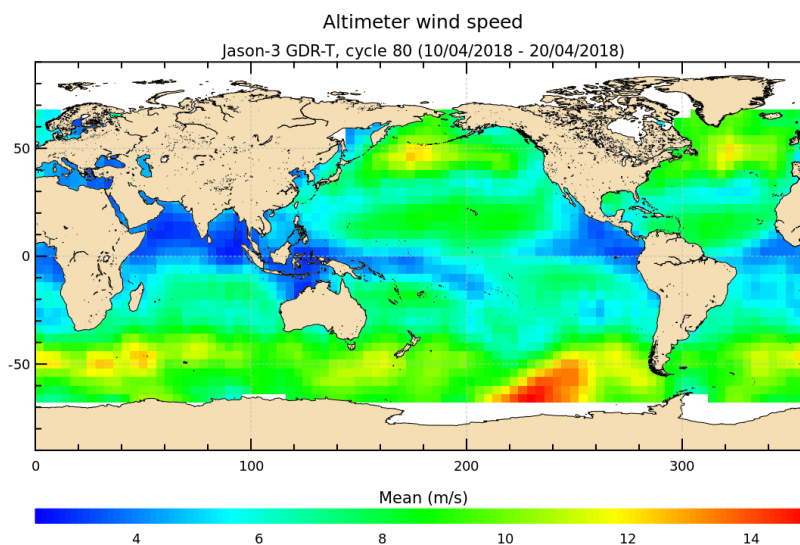 Altimeter wind speed
Jason-3 GDR-T, cycle 80 (10/04/2018 - 20/04/2018)
50
0
-50
0 100 200 300
Mean (m/s)
4 6 8 10 12 14